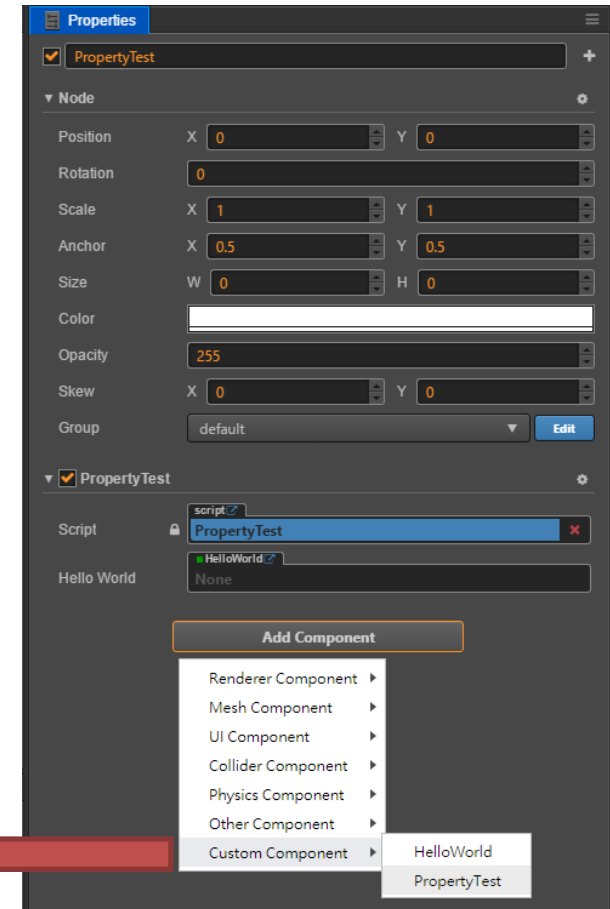 Properties
PropertyTest
Node
Position X 0 Y 0
Rotation 0
Scale X 1 Y 1
Anchor X 0.5 Y 0.5
Size W 0 H 0
Color
Opacity 255
Skew X 0 Y 0
Group default Edit
PropertyTest
script
Script PropertyTest
HelloWorld
Hello World None
Add Component
Renderer Component
Mesh Component
UI Component
Collider Component
Physics Component
Other Component
Custom Component HelloWorld
PropertyTest